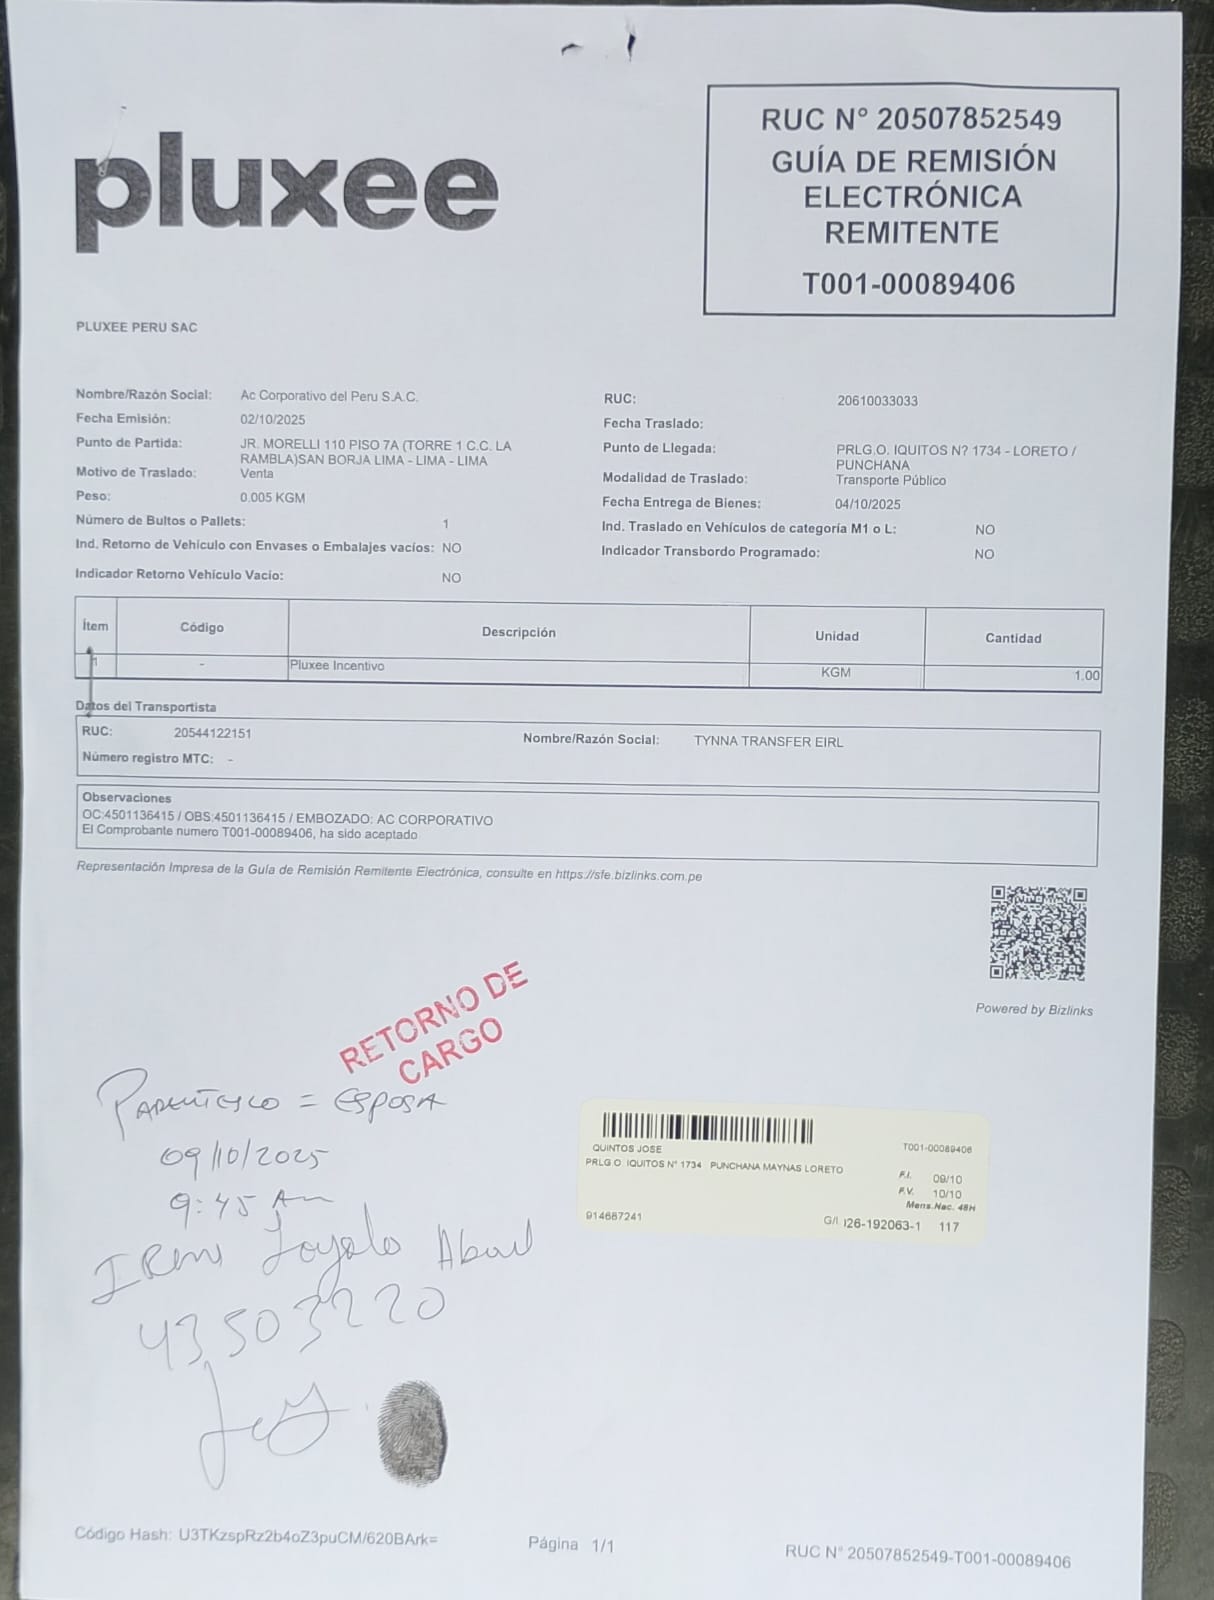 pluxee
RUC N° 20507852549
GUÍA DE REMISIÓN
ELECTRÓNICA
REMITENTE
T001-00089406
PLUXEE PERU SAC
Nombre/Razón Social: Ac Corporativo del Peru S.A.C.
Fecha Emisión: 02/10/2025
Punto de Partida: JR. MORELLI 110 PISO 7A (TORRE 1 C.C. LA
RAMBLA)SAN BORJA LIMA - LIMA - LIMA
Motivo de Traslado: Venta
Peso: 0.005 KGM
Número de Bultos o Pallets: 1
Ind. Retorno de Vehículo con Envases o Embalajes vacíos: NO
Indicador Retorno Vehículo Vacio: NO
RUC: 20610033033
Fecha Traslado:
Punto de Llegada: PRLG.O. IQUITOS N? 1734 - LORETO /
PUNCHANA
Modalidad de Traslado: Transporte Público
Fecha Entrega de Bienes: 04/10/2025
Ind. Traslado en Vehículos de categoría M1 o L: NO
Indicador Transbordo Programado: NO
Ítem Código Descripción Unidad Cantidad
1 - Pluxee Incentivo KGM 1.00
Datos del Transportista
RUC: 20544122151 Nombre/Razón Social: TYNNA TRANSFER EIRL
Número registro MTC: -
Observaciones
OC:4501136415 / OBS:4501136415 / EMBOZADO: AC CORPORATIVO
El Comprobante numero T001-00089406, ha sido aceptado
Representación Impresa de la Guía de Remisión Remitente Electrónica, consulte en https://sfe.bizlinks.com.pe
Powered by Bizlinks
RETORNO DE
CARGO
PARENTESCO = ESPOSA
09/10/2025
9:45 Am
Loyola Abad
43503220
QUINTOS JOSE T001-00089406
PRLG.O. IQUITOS N° 1734 PUNCHANA MAYNAS LORETO
F.I. 09/10
F.V. 10/10
Mens.Nac. 48H
914667241 G/I. 026-192063-1 117
Código Hash: U3TKzspRz2b4oZ3puCM/620BArk=
Página 1/1
RUC N° 20507852549-T001-00089406